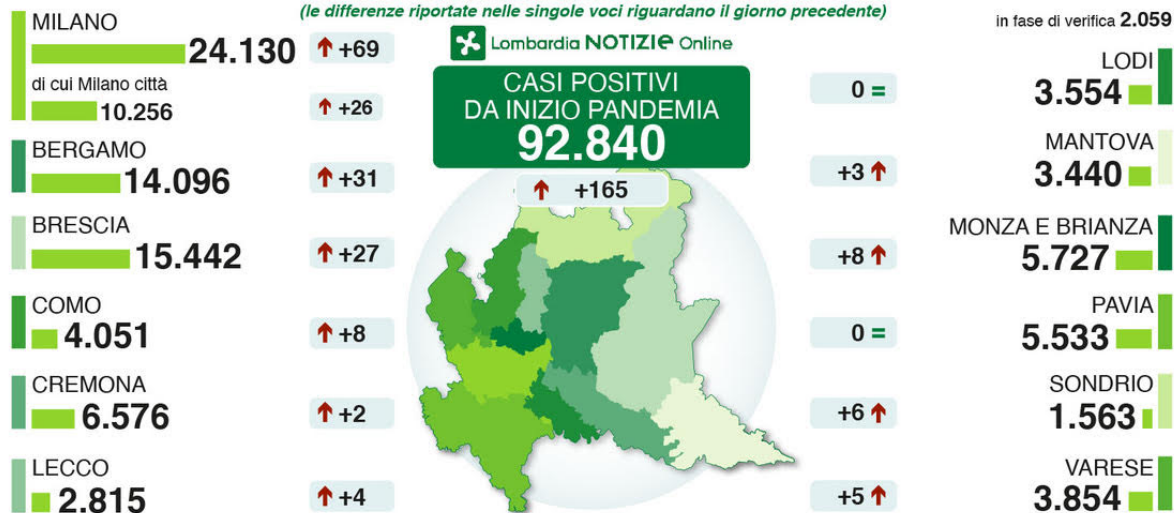 (le differenze riportate nelle singole voci riguardano il giorno precedente)
Lombardia NOTIZIE Online
CASI POSITIVI
DA INIZIO PANDEMIA
92.840
+165
MILANO
24.130
+69
di cui Milano città
10.256
+26
BERGAMO
14.096
+31
BRESCIA
15.442
+27
COMO
4.051
+8
CREMONA
6.576
+2
LECCO
2.815
+4
in fase di verifica 2.059
LODI
0 =
3.554
MANTOVA
+3
3.440
MONZA E BRIANZA
+8
5.727
PAVIA
0 =
5.533
SONDRIO
+6
1.563
VARESE
+5
3.854